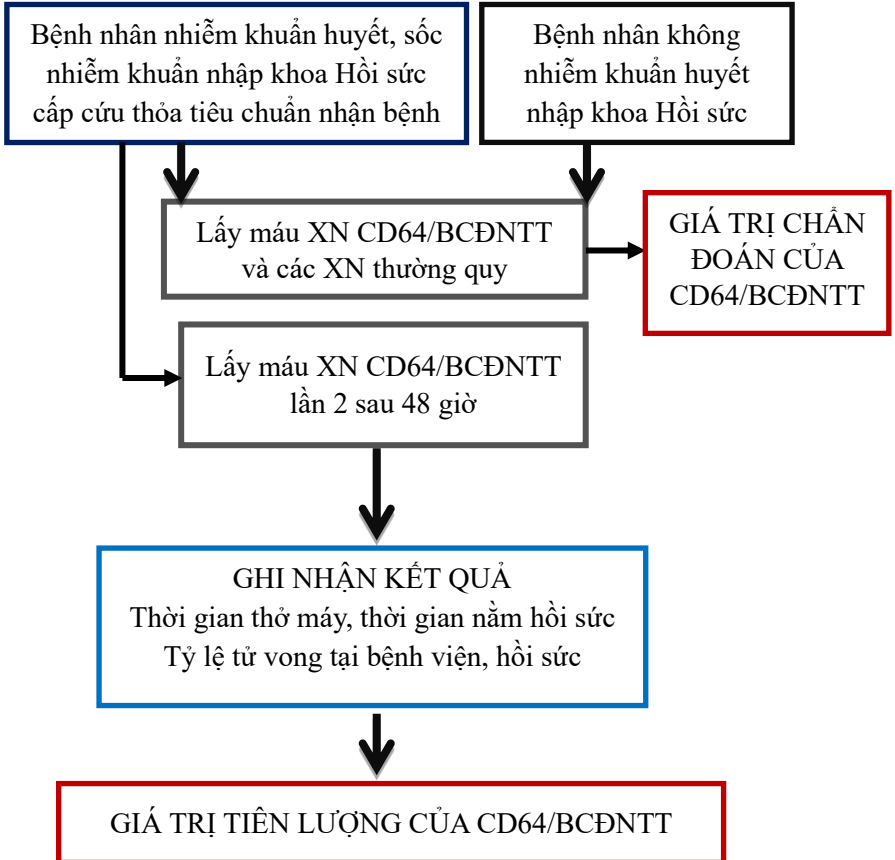 Bệnh nhân nhiễm khuẩn huyết, sốc
nhiễm khuẩn nhập khoa Hồi sức
cấp cứu thỏa tiêu chuẩn nhận bệnh
Bệnh nhân không
nhiễm khuẩn huyết
nhập khoa Hồi sức
Lấy máu XN CD64/BCĐNTT
và các XN thường quy
GIÁ TRỊ CHẨN
ĐOÁN CỦA
CD64/BCĐNTT
Lấy máu XN CD64/BCĐNTT
lần 2 sau 48 giờ
GHI NHẬN KẾT QUẢ
Thời gian thở máy, thời gian nằm hồi sức
Tỷ lệ tử vong tại bệnh viện, hồi sức
GIÁ TRỊ TIÊN LƯỢNG CỦA CD64/BCĐNTT